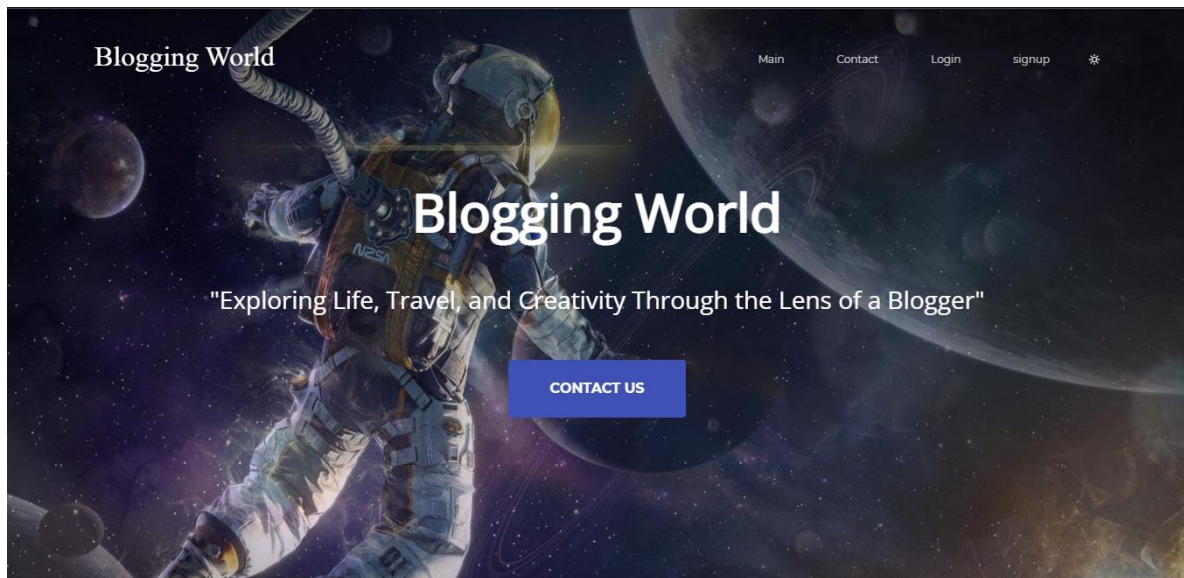 Blogging World
Main Contact Login signup
Blogging World
"Exploring Life, Travel, and Creativity Through the Lens of a Blogger"
CONTACT US